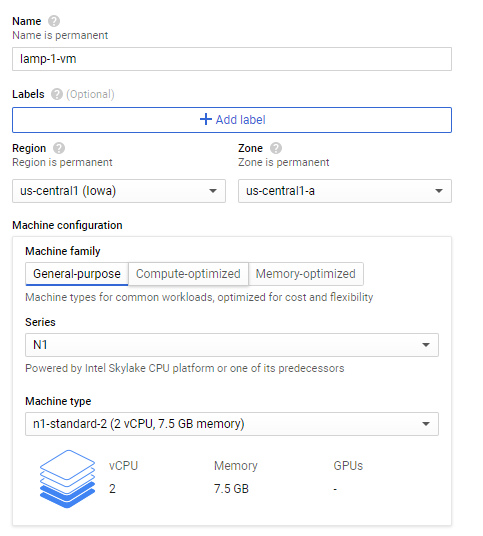 Name ?
Name is permanent
lamp-1-vm
Labels ? (Optional)
+ Add label
Region ? Zone ?
Region is permanent Zone is permanent
us-central1 (Iowa) us-central1-a
Machine configuration
Machine family
General-purpose Compute-optimized Memory-optimized
Machine types for common workloads, optimized for cost and flexibility
Series
N1
Powered by Intel Skylake CPU platform or one of its predecessors
Machine type
n1-standard-2 (2 vCPU, 7.5 GB memory)
vCPU Memory GPUs
2 7.5 GB -